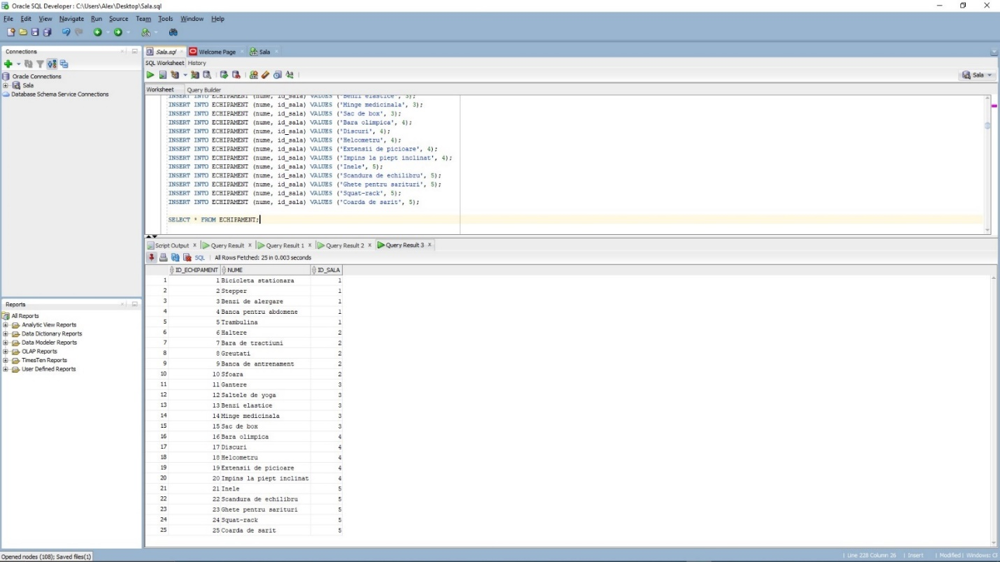 Oracle SQL Developer : C:\Users\Alex\Desktop\Sala.sql
File Edit View Navigate Run Source Team Tools Window Help
Connections
Oracle Connections
Sala
Database Schema Service Connections
Sala.sql Welcome Page Sala
SQL Worksheet History
Sala
Worksheet Query Builder
INSERT INTO ECHIPAMENT (nume, id_sala) VALUES ('Benzi elastice', 3);
INSERT INTO ECHIPAMENT (nume, id_sala) VALUES ('Minge medicinala', 3);
INSERT INTO ECHIPAMENT (nume, id_sala) VALUES ('Sac de box', 3);
INSERT INTO ECHIPAMENT (nume, id_sala) VALUES ('Bara olimpica', 4);
INSERT INTO ECHIPAMENT (nume, id_sala) VALUES ('Discuri', 4);
INSERT INTO ECHIPAMENT (nume, id_sala) VALUES ('Helcometru', 4);
INSERT INTO ECHIPAMENT (nume, id_sala) VALUES ('Extensii de picioare', 4);
INSERT INTO ECHIPAMENT (nume, id_sala) VALUES ('Impins la piept inclinat', 4);
INSERT INTO ECHIPAMENT (nume, id_sala) VALUES ('Inele', 5);
INSERT INTO ECHIPAMENT (nume, id_sala) VALUES ('Scandura de echilibru', 5);
INSERT INTO ECHIPAMENT (nume, id_sala) VALUES ('Ghete pentru sarituri', 5);
INSERT INTO ECHIPAMENT (nume, id_sala) VALUES ('Squat-rack', 5);
INSERT INTO ECHIPAMENT (nume, id_sala) VALUES ('Coarda de sarit', 5);
SELECT * FROM ECHIPAMENT;
Script Output x Query Result x Query Result 1 x Query Result 2 x Query Result 3 x
SQL | All Rows Fetched: 25 in 0.003 seconds
ID_ECHIPAMENT NUME ID_SALA
1 1 Bicicleta stationara 1
2 2 Stepper 1
3 3 Benzi de alergare 1
4 4 Banca pentru abdomene 1
5 5 Trambulina 1
6 6 Haltere 2
7 7 Bara de tractiuni 2
8 8 Greutati 2
9 9 Banca de antrenament 2
10 10 Sfoara 2
11 11 Gantere 3
12 12 Saltele de yoga 3
13 13 Benzi elastice 3
14 14 Minge medicinala 3
15 15 Sac de box 3
16 16 Bara olimpica 4
17 17 Discuri 4
18 18 Helcometru 4
19 19 Extensii de picioare 4
20 20 Impins la piept inclinat 4
21 21 Inele 5
22 22 Scandura de echilibru 5
23 23 Ghete pentru sarituri 5
24 24 Squat-rack 5
25 25 Coarda de sarit 5
Reports
All Reports
Analytic View Reports
Data Dictionary Reports
Data Modeler Reports
OLAP Reports
TimesTen Reports
User Defined Reports
Opened nodes (108); Saved files(1)
| Line 228 Column 26 | Insert | Modified | Windows: Cl